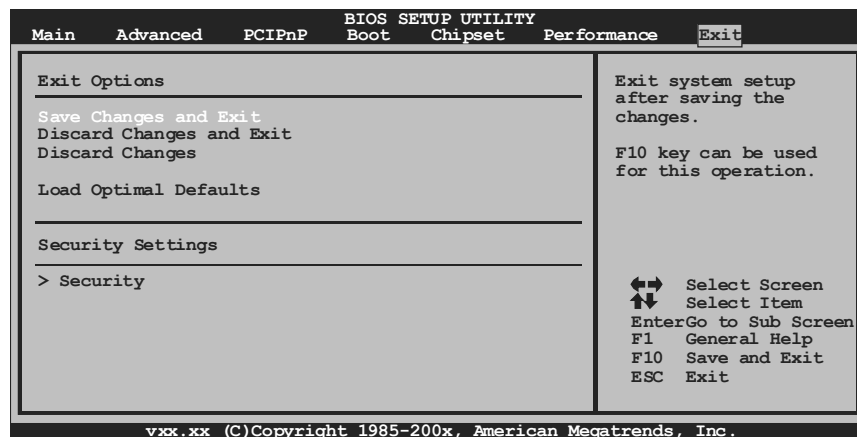 BIOS SETUP UTILITY
Main Advanced PCIPnP Boot Chipset Performance Exit
Exit Options
Save Changes and Exit
Discard Changes and Exit
Discard Changes
Load Optimal Defaults
Security Settings
> Security
Exit system setup
after saving the
changes.
F10 key can be used
for this operation.
Select Screen
Select Item
EnterGo to Sub Screen
F1 General Help
F10 Save and Exit
ESC Exit
vxx.xx (C)Copyright 1985-200x, American Megatrends, Inc.